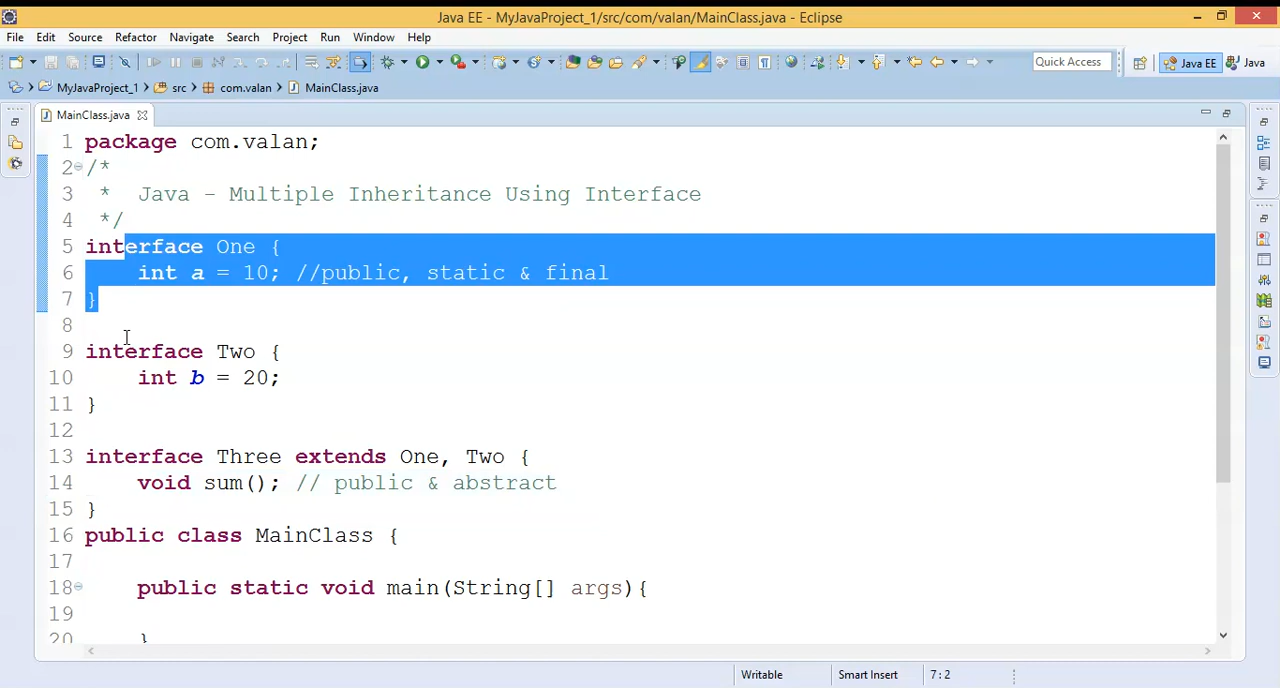 Java EE - MyJavaProject_1/src/com/valan/MainClass.java - Eclipse
File Edit Source Refactor Navigate Search Project Run Window Help
Quick Access Java EE Java
MyJavaProject_1 src com.valan MainClass.java
MainClass.java
1 package com.valan;
2 /*
3 * Java - Multiple Inheritance Using Interface
4 */
5 interface One {
6 int a = 10; //public, static & final
7 }
8
9 interface Two {
10 int b = 20;
11 }
12
13 interface Three extends One, Two {
14 void sum(); // public & abstract
15 }
16 public class MainClass {
17
18 public static void main(String[] args){
19
20 }
Writable Smart Insert 7 : 2